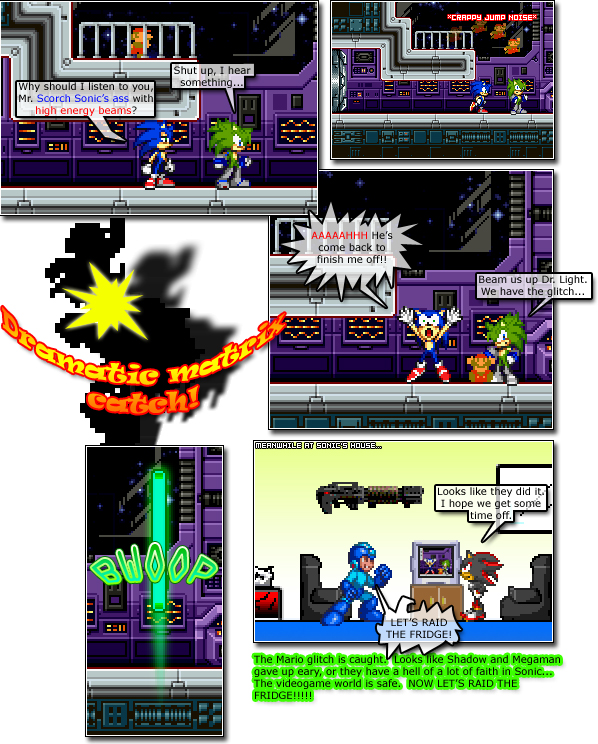 Why should I listen to you,
Mr. Scorch Sonic's ass with
high energy beams?
Shut up, I hear
something...
*CRAPPY JUMP NOISE*
AAAAAHHH He's
come back to
finish me off!!
Beam us up Dr. Light.
We have the glitch...
Dramatic matrix
catch!
BWOOP
MEANWHILE AT SONIC'S HOUSE...
Looks like they did it.
I hope we get some
time off.
LET'S RAID
THE FRIDGE!
The Mario glitch is caught. Looks like Shadow and Megaman
gave up eary, or they have a hell of a lot of faith in Sonic...
The videogame world is safe. NOW LET'S RAID THE
FRIDGE!!!!!